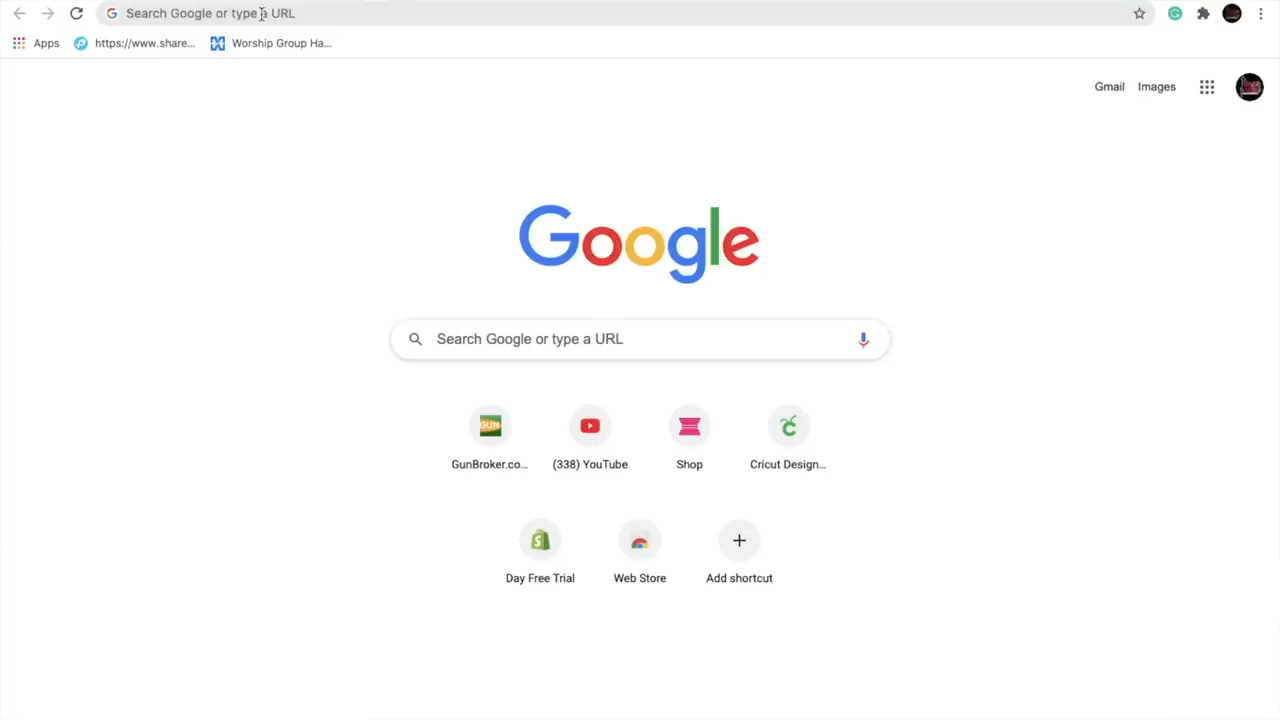 Search Google or type a URL
Apps https://www.share... Worship Group Ha...
Gmail Images
Google
Search Google or type a URL
GUN
GunBroker.co... (338) YouTube Shop Cricut Design...
Day Free Trial Web Store Add shortcut